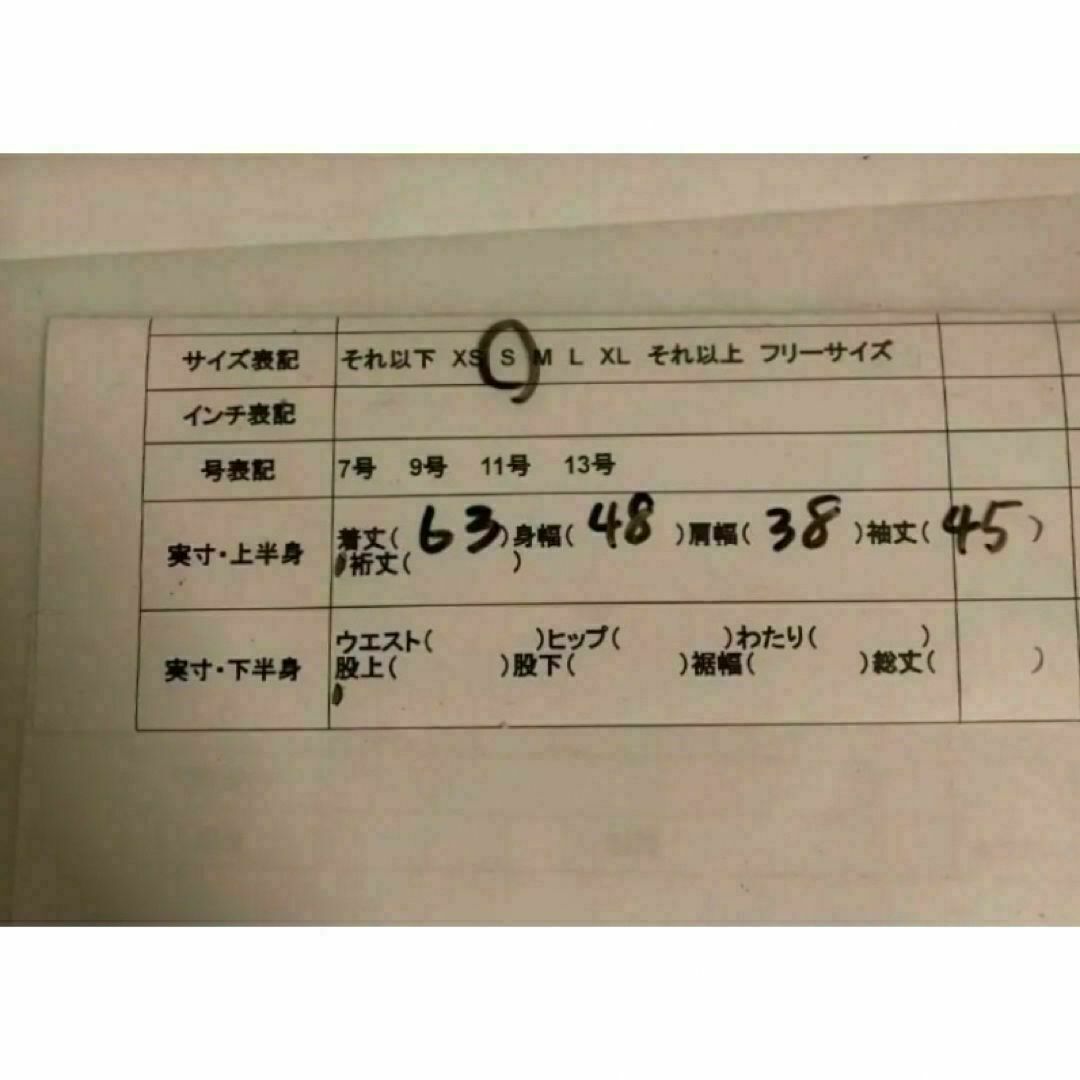 サイズ表記 それ以下 XS S M L XL それ以上 フリーサイズ
インチ表記
号表記 7号 9号 11号 13号
実寸・上半身 着丈( 63 )身幅( 48 )肩幅( 38 )袖丈( 45 )
裄丈( )
実寸・下半身 ウエスト( )ヒップ( )わたり( )
股上( )股下( )裾幅( )総丈( )